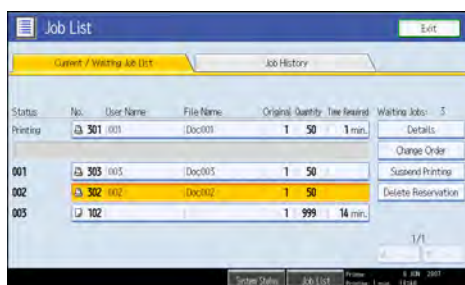 Job List
Exit
Current / Waiting Job List
Job History
Status No. User Name File Name Original Quantity Time Required Waiting Jobs: 3
Printing 301 001 Doc001 1 50 1 min. Details
Change Order
001 303 003 Doc003 1 50 Suspend Printing
002 302 002 Doc002 1 50 Delete Reservation
003 102 1 999 14 min.
1/1
System Status Job List
6 JUN 2007